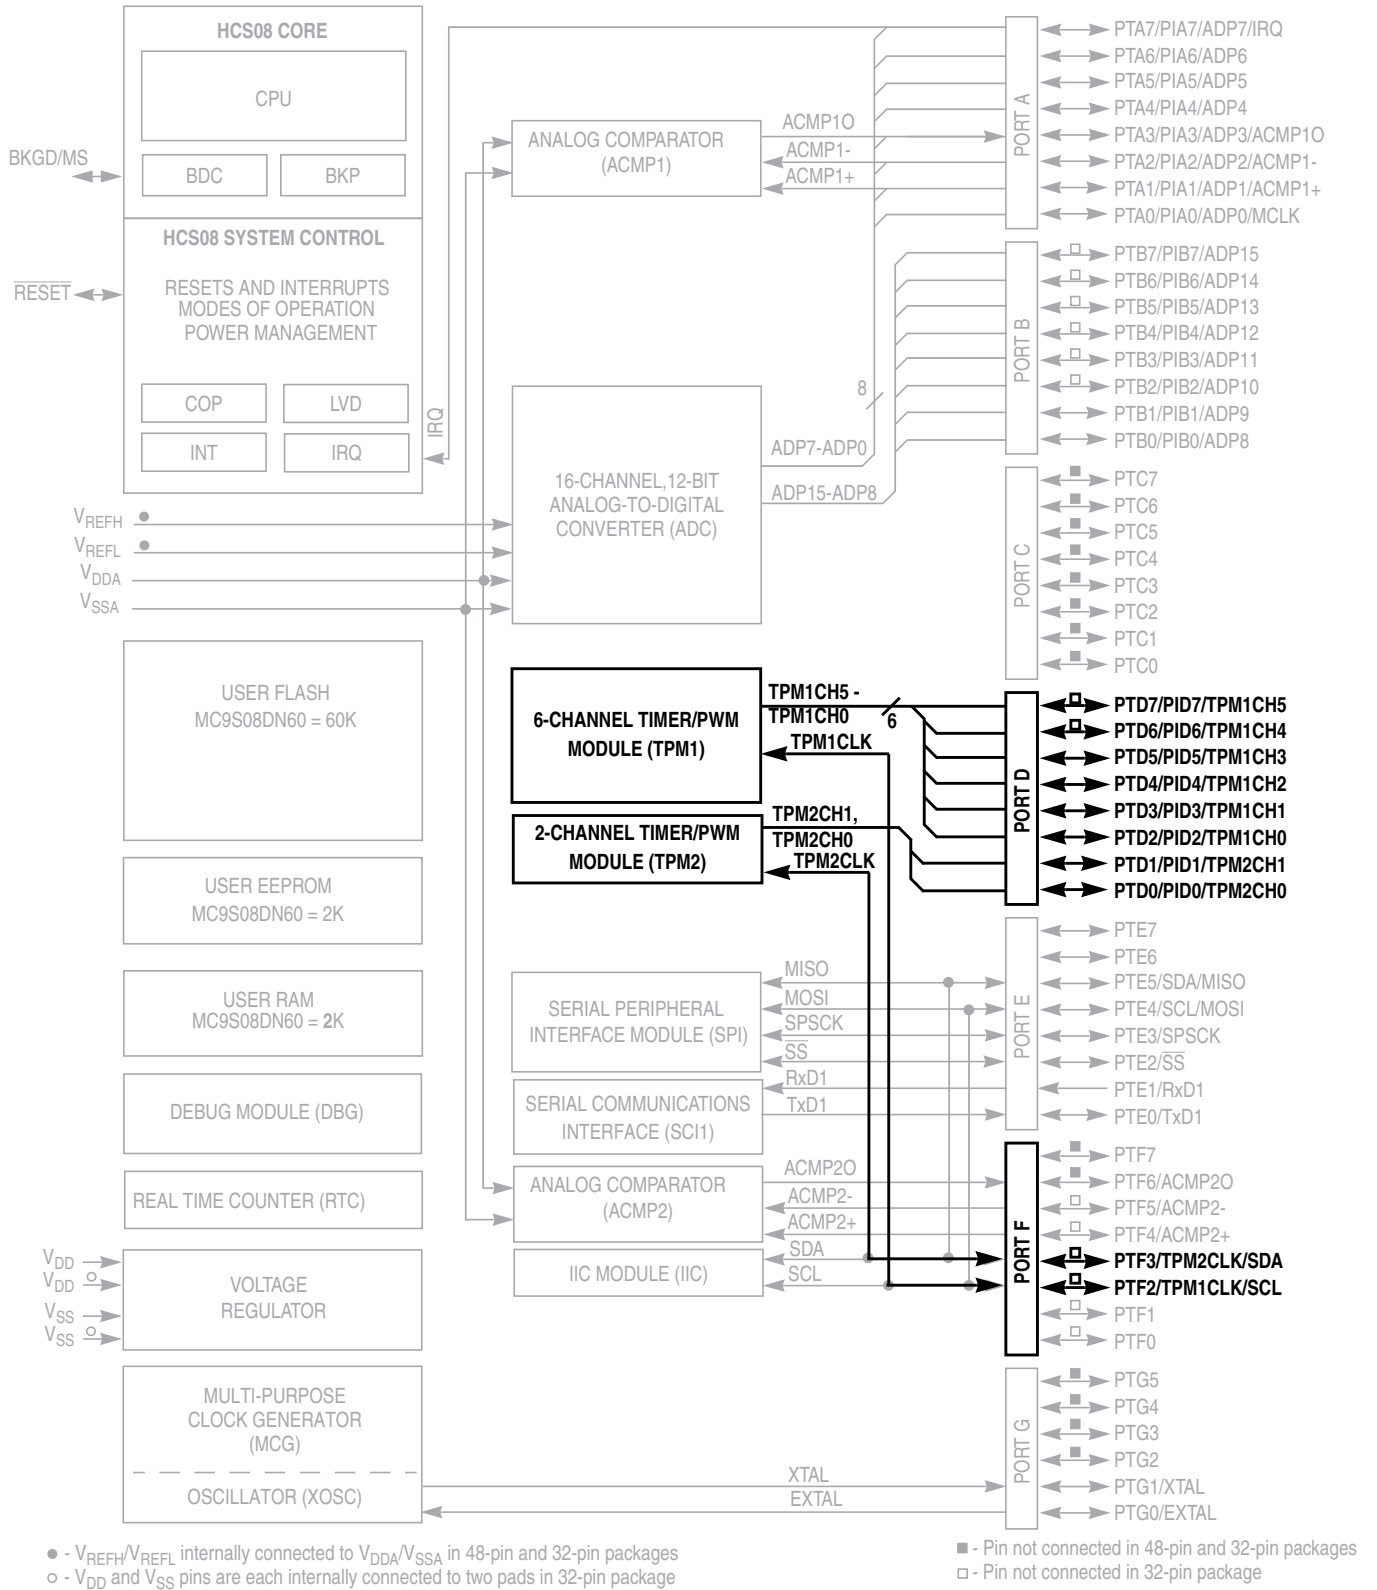 HCS08 CORE
CPU
BDC
BKP
BKGD/MS
HCS08 SYSTEM CONTROL
RESETS AND INTERRUPTS
MODES OF OPERATION
POWER MANAGEMENT
RESET
COP
LVD
INT
IRQ
IRQ
VREFH
VREFL
VDDA
VSSA
USER FLASH
MC9S08DN60 = 60K
USER EEPROM
MC9S08DN60 = 2K
USER RAM
MC9S08DN60 = 2K
DEBUG MODULE (DBG)
REAL TIME COUNTER (RTC)
VDD
VDD
VSS
VSS
VOLTAGE
REGULATOR
MULTI-PURPOSE
CLOCK GENERATOR
(MCG)
OSCILLATOR (XOSC)
ANALOG COMPARATOR
(ACMP1)
ACMP1O
ACMP1-
ACMP1+
16-CHANNEL,12-BIT
ANALOG-TO-DIGITAL
CONVERTER (ADC)
8
ADP7-ADP0
ADP15-ADP8
6-CHANNEL TIMER/PWM
MODULE (TPM1)
TPM1CH5 -
TPM1CH0
6
TPM1CLK
2-CHANNEL TIMER/PWM
MODULE (TPM2)
TPM2CH1,
TPM2CH0
TPM2CLK
SERIAL PERIPHERAL
INTERFACE MODULE (SPI)
MISO
MOSI
SPSCK
SS
SERIAL COMMUNICATIONS
INTERFACE (SCI1)
RxD1
TxD1
ANALOG COMPARATOR
(ACMP2)
ACMP2O
ACMP2-
ACMP2+
IIC MODULE (IIC)
SDA
SCL
XTAL
EXTAL
PORT A
PTA7/PIA7/ADP7/IRQ
PTA6/PIA6/ADP6
PTA5/PIA5/ADP5
PTA4/PIA4/ADP4
PTA3/PIA3/ADP3/ACMP1O
PTA2/PIA2/ADP2/ACMP1-
PTA1/PIA1/ADP1/ACMP1+
PTA0/PIA0/ADP0/MCLK
PORT B
PTB7/PIB7/ADP15
PTB6/PIB6/ADP14
PTB5/PIB5/ADP13
PTB4/PIB4/ADP12
PTB3/PIB3/ADP11
PTB2/PIB2/ADP10
PTB1/PIB1/ADP9
PTB0/PIB0/ADP8
PORT C
PTC7
PTC6
PTC5
PTC4
PTC3
PTC2
PTC1
PTC0
PORT D
PTD7/PID7/TPM1CH5
PTD6/PID6/TPM1CH4
PTD5/PID5/TPM1CH3
PTD4/PID4/TPM1CH2
PTD3/PID3/TPM1CH1
PTD2/PID2/TPM1CH0
PTD1/PID1/TPM2CH1
PTD0/PID0/TPM2CH0
PORT E
PTE7
PTE6
PTE5/SDA/MISO
PTE4/SCL/MOSI
PTE3/SPSCK
PTE2/SS
PTE1/RxD1
PTE0/TxD1
PORT F
PTF7
PTF6/ACMP2O
PTF5/ACMP2-
PTF4/ACMP2+
PTF3/TPM2CLK/SDA
PTF2/TPM1CLK/SCL
PTF1
PTF0
PORT G
PTG5
PTG4
PTG3
PTG2
PTG1/XTAL
PTG0/EXTAL
● - VREFH/VREFL internally connected to VDDA/VSSA in 48-pin and 32-pin packages
○ - VDD and VSS pins are each internally connected to two pads in 32-pin package
■ - Pin not connected in 48-pin and 32-pin packages
□ - Pin not connected in 32-pin package